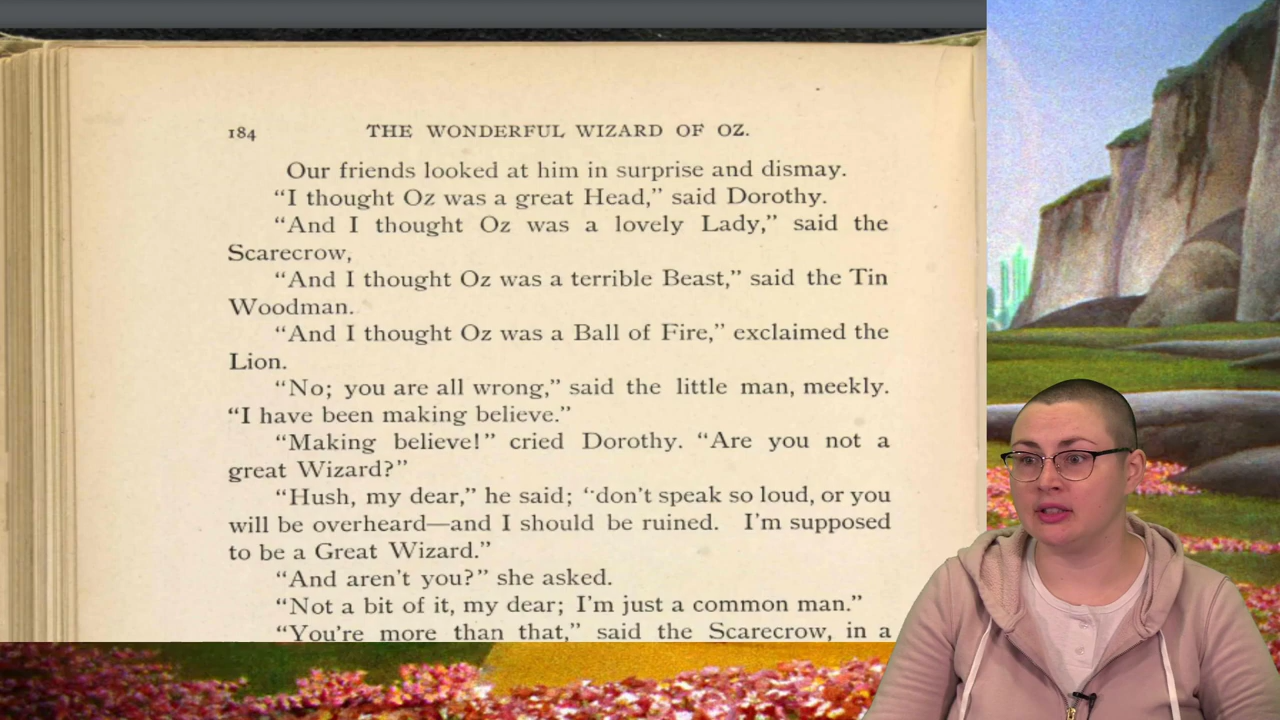 184 THE WONDERFUL WIZARD OF OZ.
Our friends looked at him in surprise and dismay.
“I thought Oz was a great Head,” said Dorothy.
“And I thought Oz was a lovely Lady,” said the
Scarecrow,
“And I thought Oz was a terrible Beast,” said the Tin
Woodman.
“And I thought Oz was a Ball of Fire,” exclaimed the
Lion.
“No; you are all wrong,” said the little man, meekly.
“I have been making believe.”
“Making believe!” cried Dorothy. “Are you not a
great Wizard?”
“Hush, my dear,” he said; “don't speak so loud, or you
will be overheard—and I should be ruined. I'm supposed
to be a Great Wizard.”
“And aren't you?” she asked.
“Not a bit of it, my dear; I'm just a common man.”
“You're more than that,” said the Scarecrow, in a